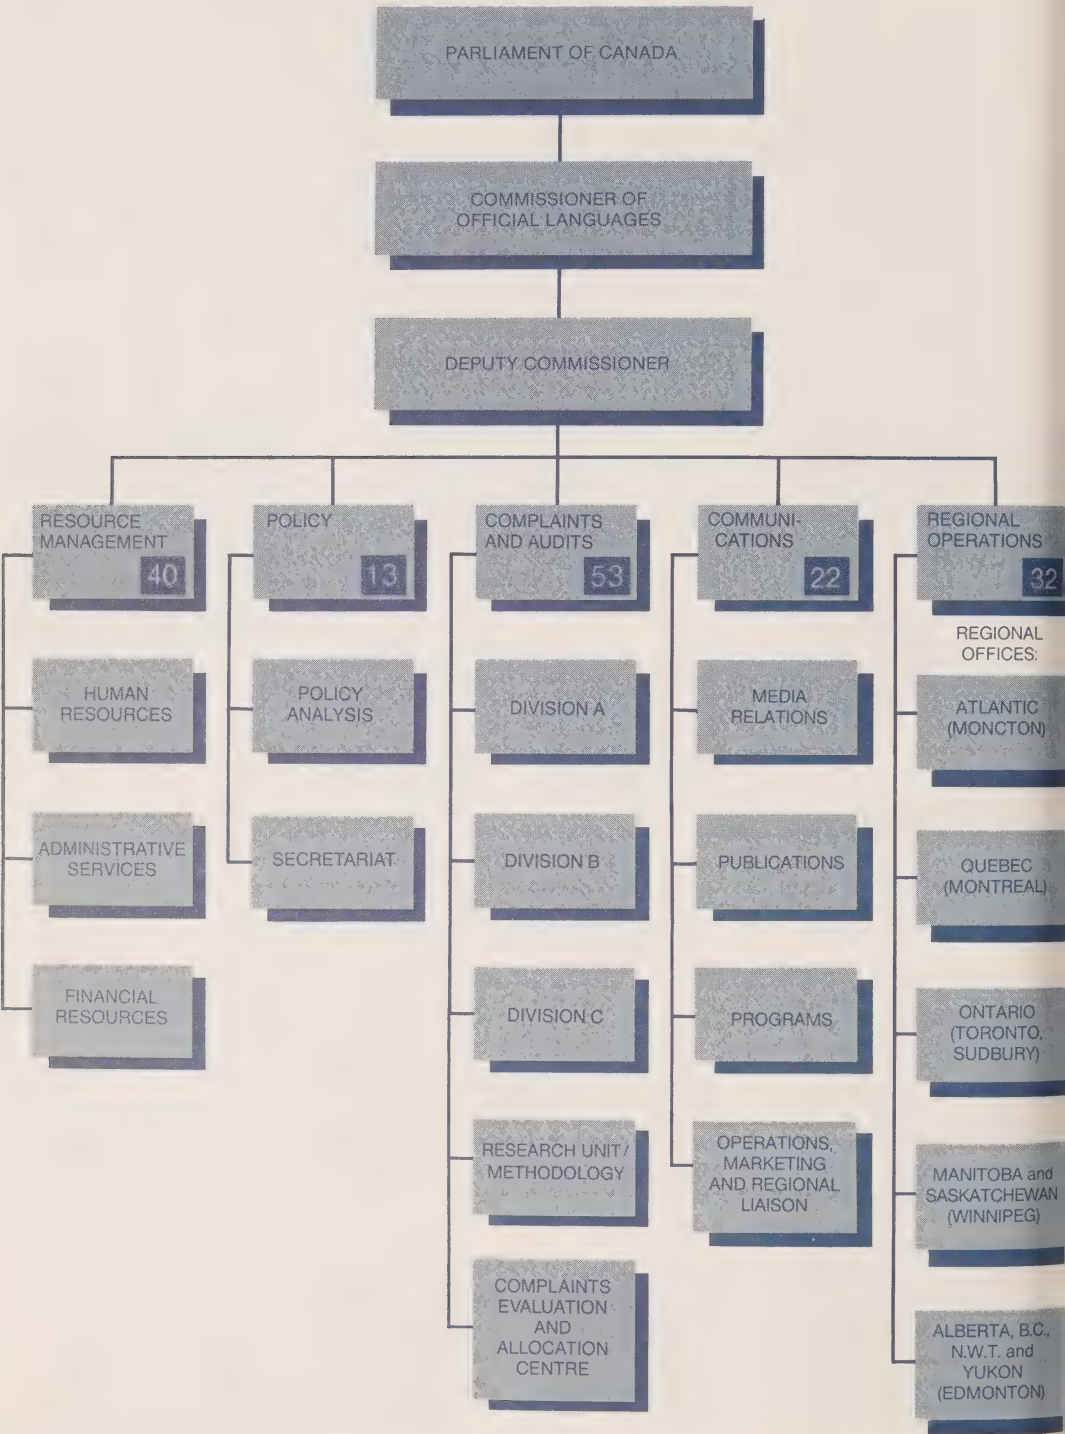 PARLIAMENT OF CANADA
COMMISSIONER OF
OFFICIAL LANGUAGES
DEPUTY COMMISSIONER
RESOURCE
MANAGEMENT
40
HUMAN
RESOURCES
ADMINISTRATIVE
SERVICES
FINANCIAL
RESOURCES
POLICY
13
POLICY
ANALYSIS
SECRETARIAT
COMPLAINTS
AND AUDITS
53
DIVISION A
DIVISION B
DIVISION C
RESEARCH UNIT/
METHODOLOGY
COMPLAINTS
EVALUATION
AND
ALLOCATION
CENTRE
COMMUNI-
CATIONS
22
MEDIA
RELATIONS
PUBLICATIONS
PROGRAMS
OPERATIONS,
MARKETING
AND REGIONAL
LIAISON
REGIONAL
OPERATIONS
32
REGIONAL
OFFICES:
ATLANTIC
(MONCTON)
QUEBEC
(MONTREAL)
ONTARIO
(TORONTO,
SUDBURY)
MANITOBA and
SASKATCHEWAN
(WINNIPEG)
ALBERTA, B.C.,
N.W.T. and
YUKON
(EDMONTON)